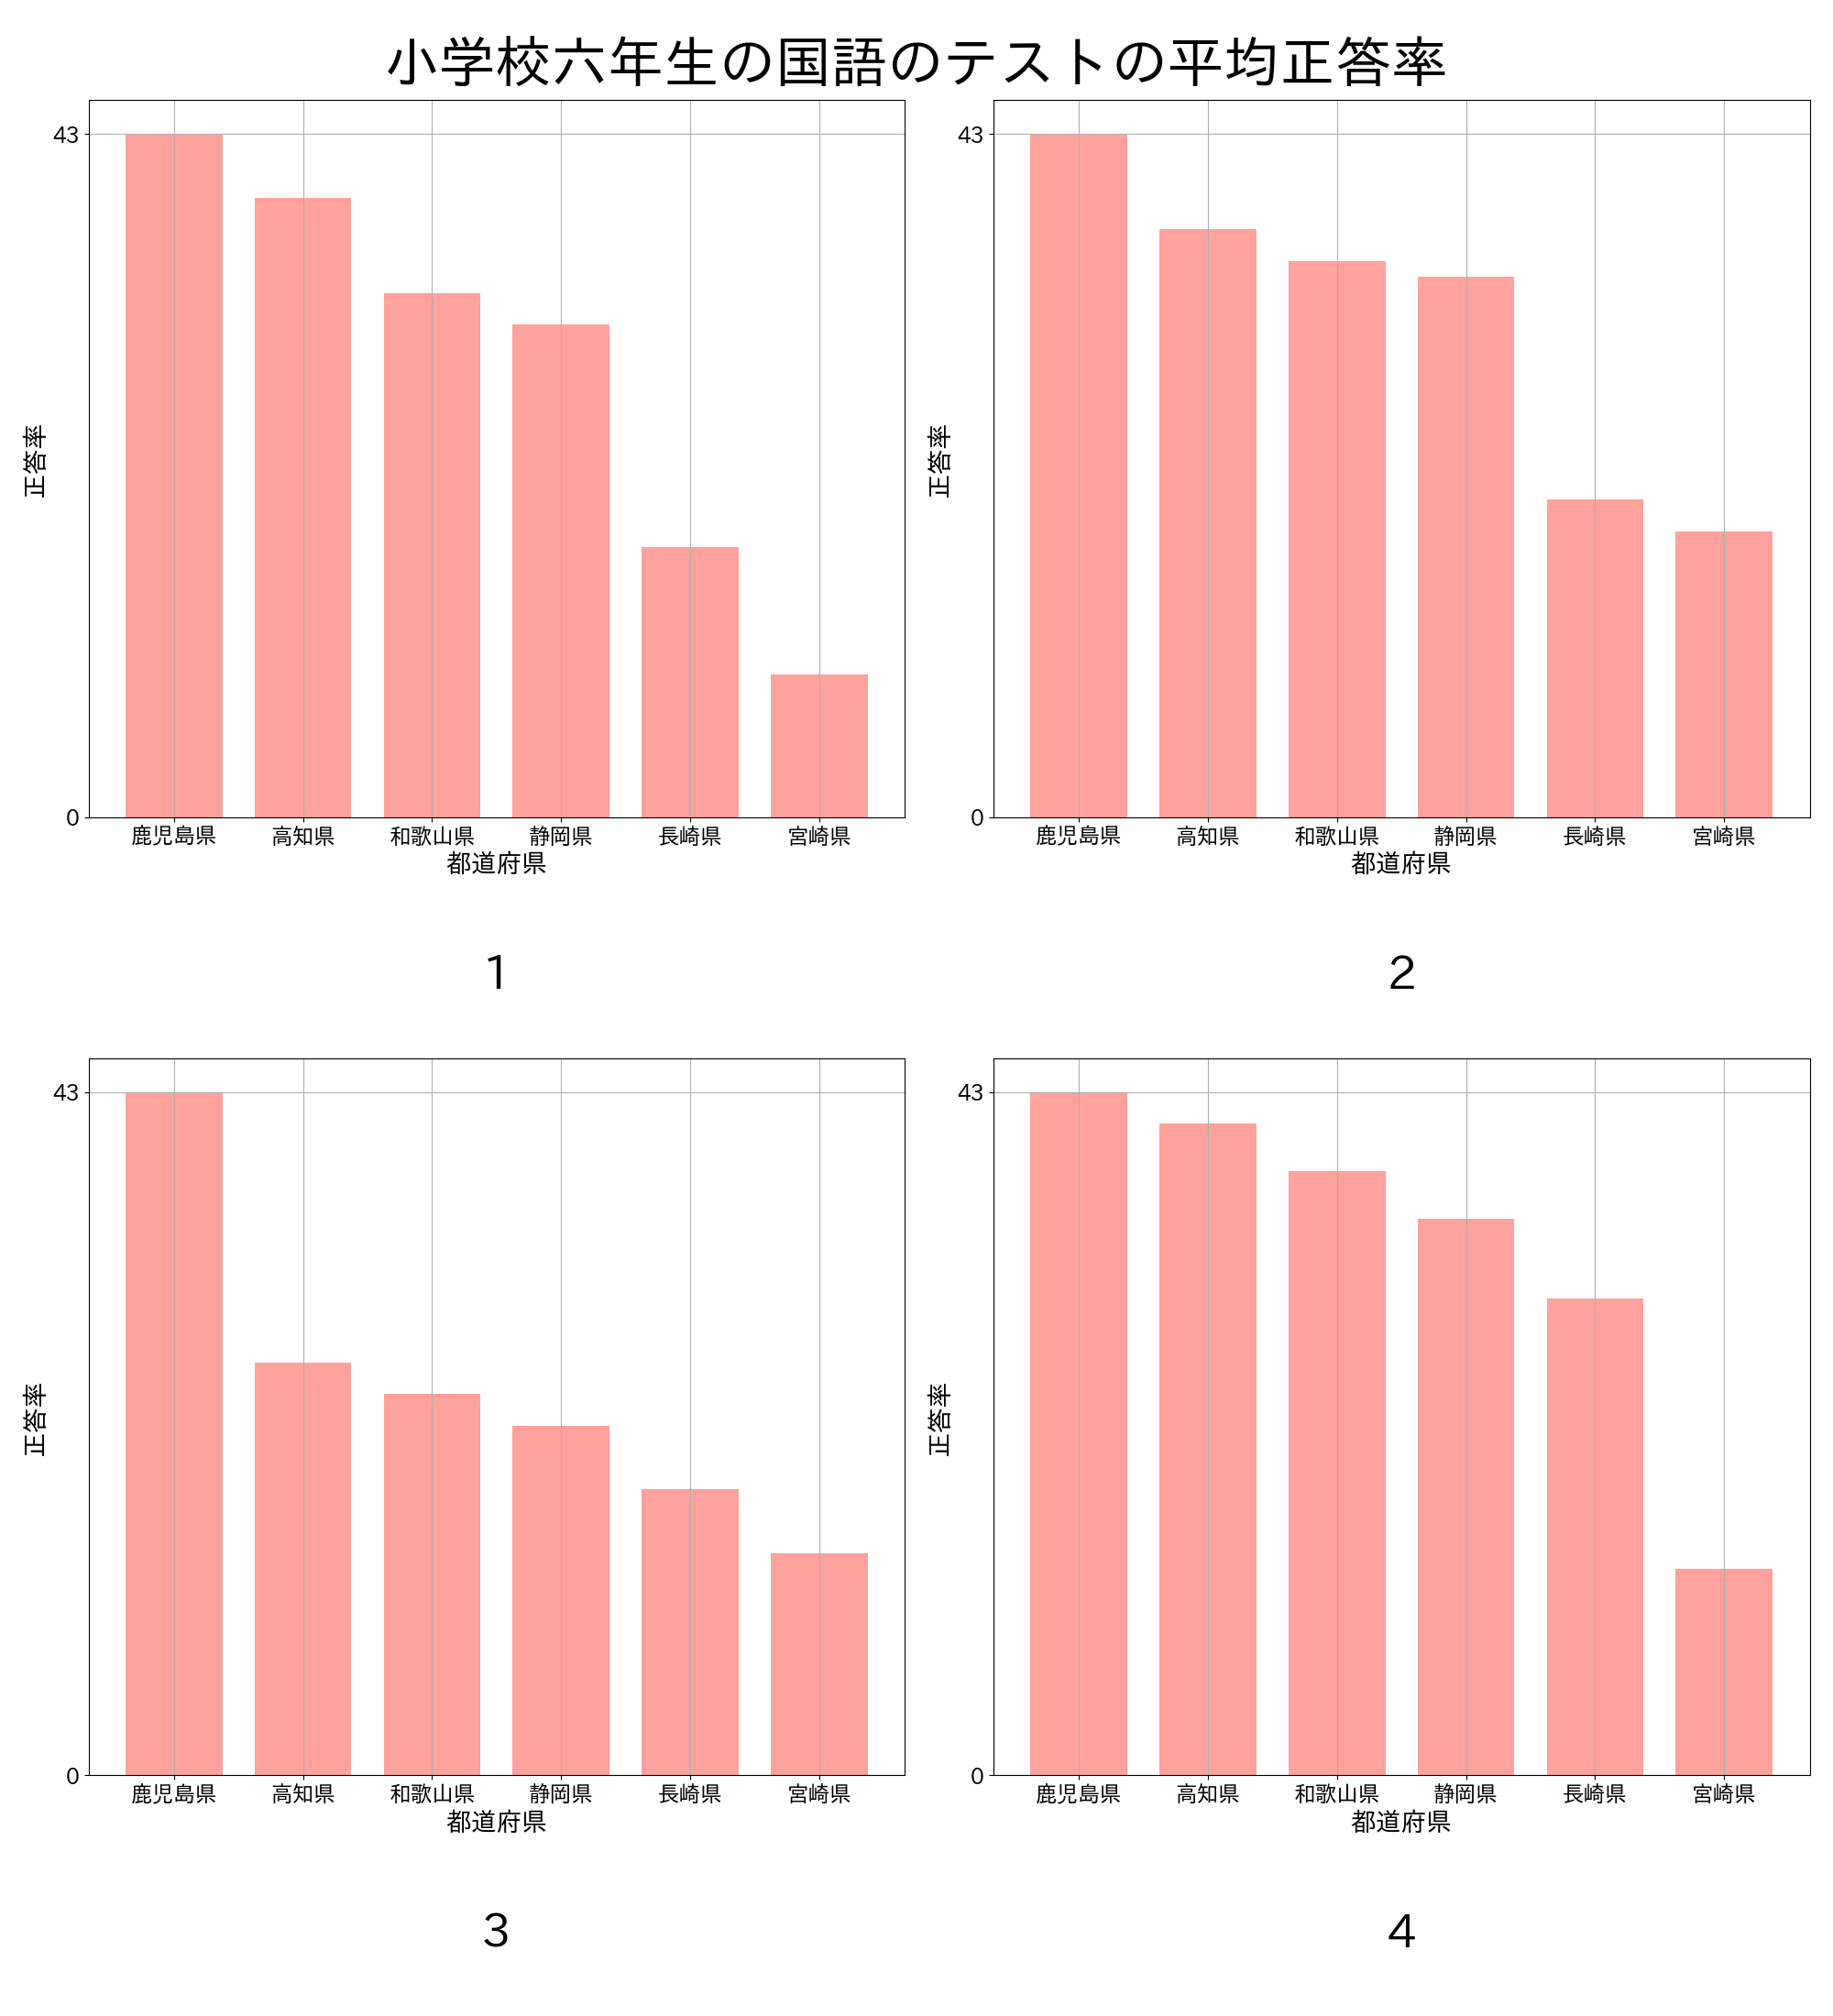 小学校六年生の国語のテストの平均正答率
43
0
正答率
鹿児島県 高知県 和歌山県 静岡県 長崎県 宮崎県
都道府県
1
43
0
正答率
鹿児島県 高知県 和歌山県 静岡県 長崎県 宮崎県
都道府県
2
43
0
正答率
鹿児島県 高知県 和歌山県 静岡県 長崎県 宮崎県
都道府県
3
43
0
正答率
鹿児島県 高知県 和歌山県 静岡県 長崎県 宮崎県
都道府県
4